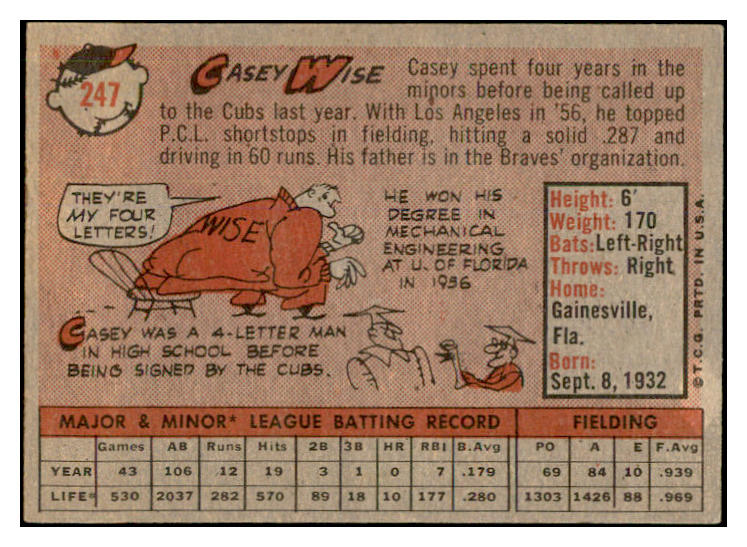 247
CASEY WISE
Casey spent four years in the
minors before being called up
to the Cubs last year. With Los Angeles in '56, he topped
P.C.L. shortstops in fielding, hitting a solid .287 and
driving in 60 runs. His father is in the Braves' organization.
THEY'RE
MY FOUR
LETTERS!
WISE
HE WON HIS
DEGREE IN
MECHANICAL
ENGINEERING
AT U. OF FLORIDA
IN 1956
CASEY WAS A 4-LETTER MAN
IN HIGH SCHOOL BEFORE
BEING SIGNED BY THE CUBS.
Height: 6'
Weight: 170
Bats: Left-Right
Throws: Right
Home:
Gainesville,
Fla.
Born:
Sept. 8, 1932
© T.C.G. PRTD. IN U.S.A.
MAJOR & MINOR* LEAGUE BATTING RECORD FIELDING
Games AB Runs Hits 2B 3B HR RBI B.Avg PO A E F.Avg
YEAR 43 106 12 19 3 1 0 7 .179 69 84 10 .939
LIFE* 530 2037 282 570 89 18 10 177 .280 1303 1426 88 .969